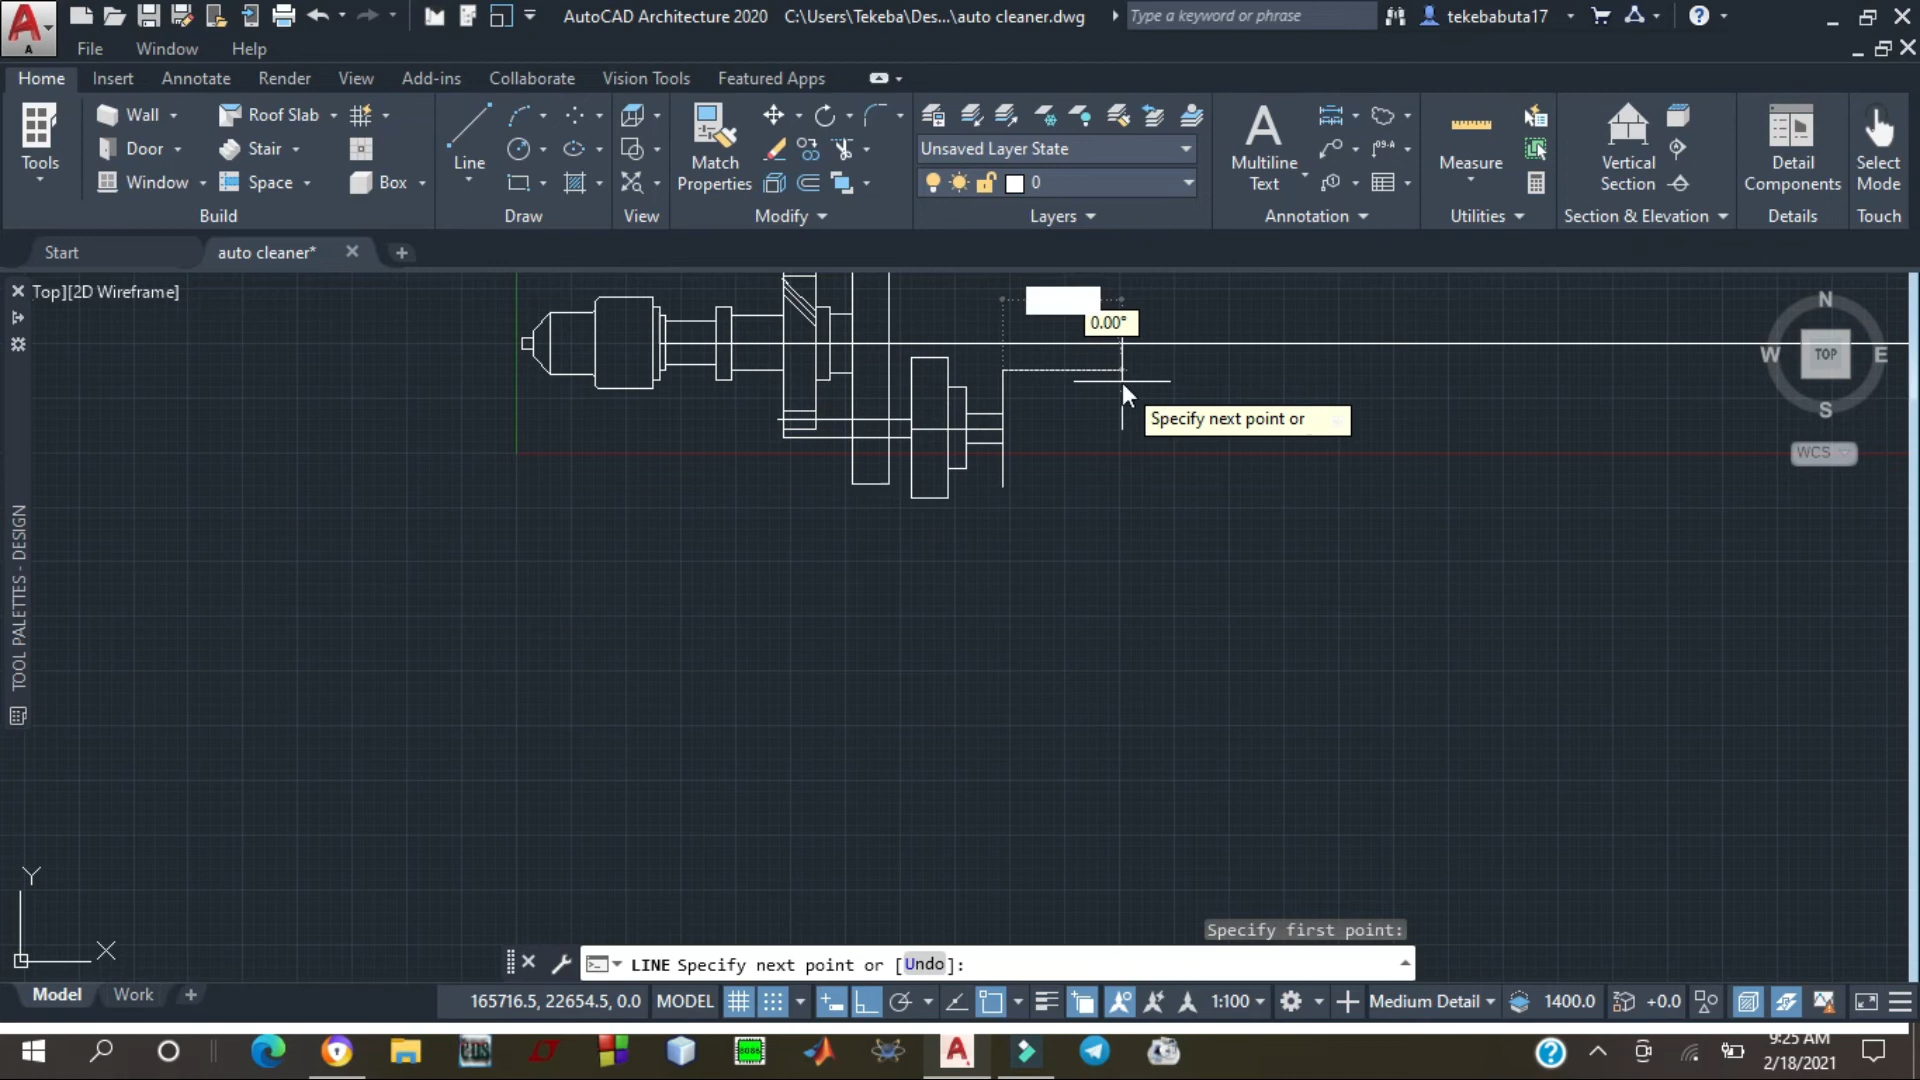 AutoCAD Architecture 2020 C:\Users\Tekeba\Des...\auto cleaner.dwg
Type a keyword or phrase
tekebabuta17
A
File Window Help
Home Insert Annotate Render View Add-ins Collaborate Vision Tools Featured Apps
Tools
Wall
Door
Window
Roof Slab
Stair
Space
Box
Build
Line
Draw
View
Match
Properties
Modify
Unsaved Layer State
0
Layers
Multiline
Text
Annotation
Measure
Utilities
Vertical
Section
Section & Elevation
Detail
Components
Details
Select
Mode
Touch
Start
auto cleaner*
Top][2D Wireframe]
0.00°
Specify next point or
N
W TOP E
S
WCS
TOOL PALETTES - DESIGN
Y
X
Specify first point:
LINE Specify next point or [Undo]:
Model Work
165716.5, 22654.5, 0.0 MODEL 1:100 Medium Detail 1400.0 +0.0
9:25 AM
2/18/2021